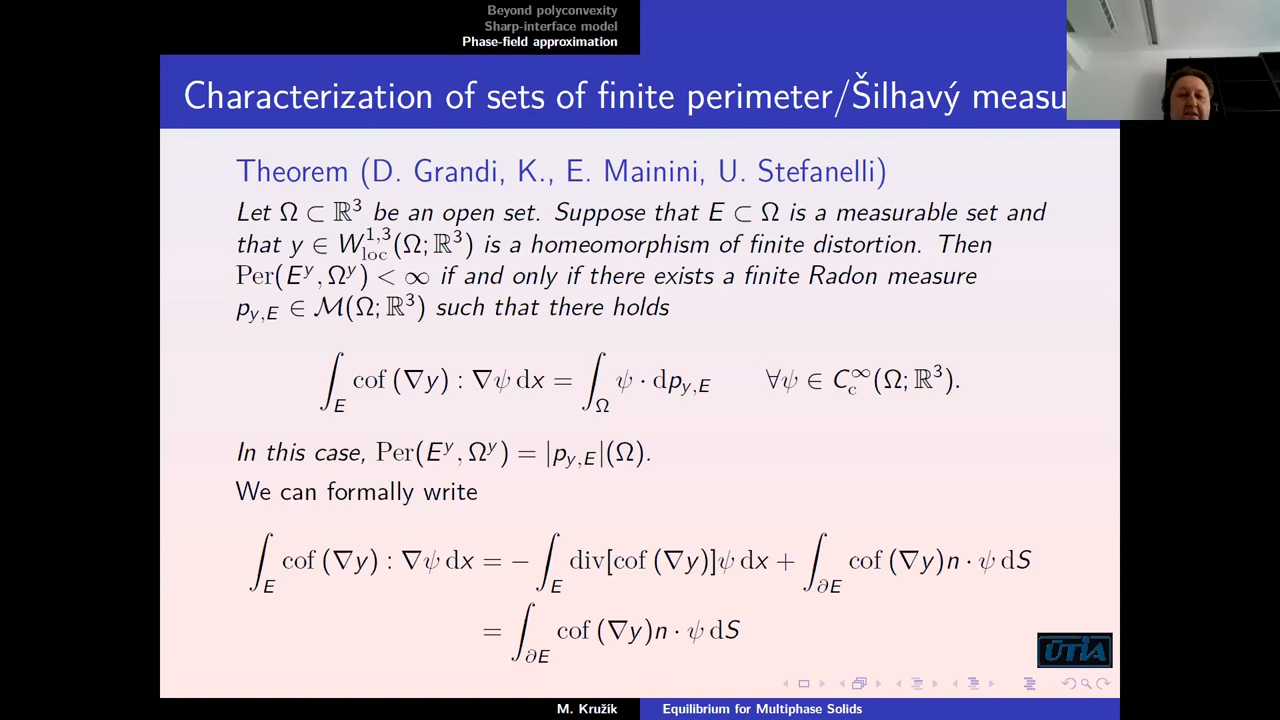 Beyond polyconvexity
Sharp-interface model
Phase-field approximation
Characterization of sets of finite perimeter/Šilhavý measu
Theorem (D. Grandi, K., E. Mainini, U. Stefanelli)
Let Ω ⊂ ℝ³ be an open set. Suppose that E ⊂ Ω is a measurable set and
that y ∈ W^{1,3}_{loc}(Ω; ℝ³) is a homeomorphism of finite distortion. Then
Per(E^y, Ω^y) < ∞ if and only if there exists a finite Radon measure
p_{y,E} ∈ ℳ(Ω; ℝ³) such that there holds
∫_E cof (∇y) : ∇ψ dx = ∫_Ω ψ · dp_{y,E} ∀ψ ∈ C_c^∞(Ω; ℝ³).
In this case, Per(E^y, Ω^y) = |p_{y,E}|(Ω).
We can formally write
∫_E cof (∇y) : ∇ψ dx = − ∫_E div[cof (∇y)]ψ dx + ∫_{∂E} cof (∇y)n · ψ dS
= ∫_{∂E} cof (∇y)n · ψ dS
ÚTIA
M. Kružík Equilibrium for Multiphase Solids